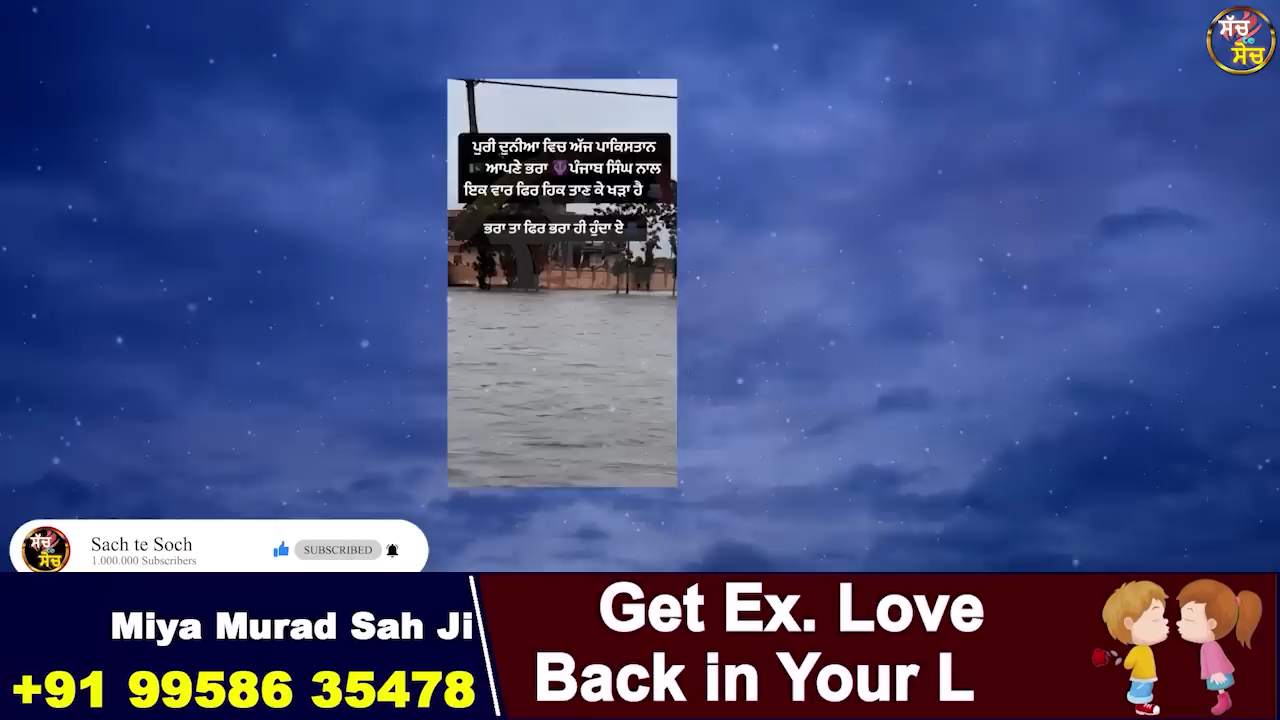 ਸੱਚ
ਤੇ
ਸੋਚ
ਪੁਰੀ ਦੁਨੀਆ ਵਿਚ ਅੱਜ ਪਾਕਿਸਤਾਨ
ਆਪਣੇ ਭਰਾ ਪੰਜਾਬ ਸਿੰਘ ਨਾਲ
ਇਕ ਵਾਰ ਫਿਰ ਹਿਕ ਤਾਣ ਕੇ ਖੜਾ ਹੈ
ਭਰਾ ਤਾ ਫਿਰ ਭਰਾ ਹੀ ਹੁੰਦਾ ਏ
ਸੱਚ
ਤੇ
ਸੋਚ
Sach te Soch
1.000.000 Subscribers
SUBSCRIBED
Miya Murad Sah Ji
+91 99586 35478
Get Ex. Love
Back in Your L